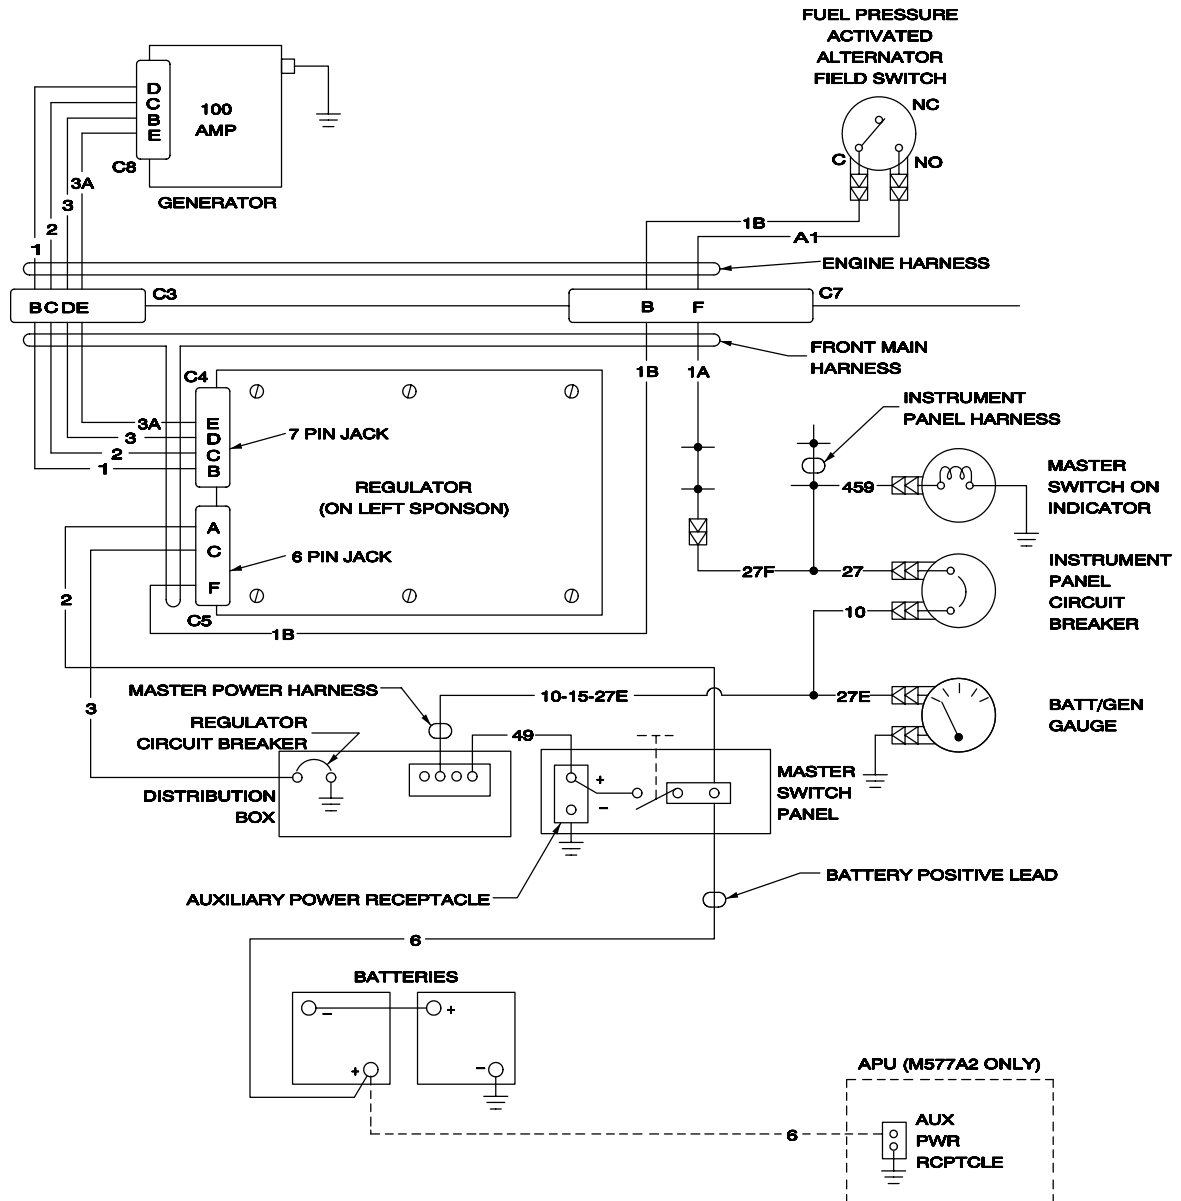 FUEL PRESSURE
ACTIVATED
ALTERNATOR
FIELD SWITCH
NC
C
NO
D
C
B
E
100
AMP
C8
GENERATOR
3A
3
2
1
1B
A1
ENGINE HARNESS
C3
B C D E
B F
C7
FRONT MAIN
HARNESS
1B
1A
C4
3A
3
2
1
E
D
C
B
7 PIN JACK
REGULATOR
(ON LEFT SPONSON)
A
C
F
6 PIN JACK
C5
2
1B
INSTRUMENT
PANEL HARNESS
459
MASTER
SWITCH ON
INDICATOR
27F
27
10
INSTRUMENT
PANEL
CIRCUIT
BREAKER
MASTER POWER HARNESS
10-15-27E
27E
BATT/GEN
GAUGE
3
REGULATOR
CIRCUIT BREAKER
49
DISTRIBUTION
BOX
+
–
MASTER
SWITCH
PANEL
AUXILIARY POWER RECEPTACLE
BATTERY POSITIVE LEAD
6
BATTERIES
–
+
+
–
APU (M577A2 ONLY)
6
AUX
PWR
RCPTCLE